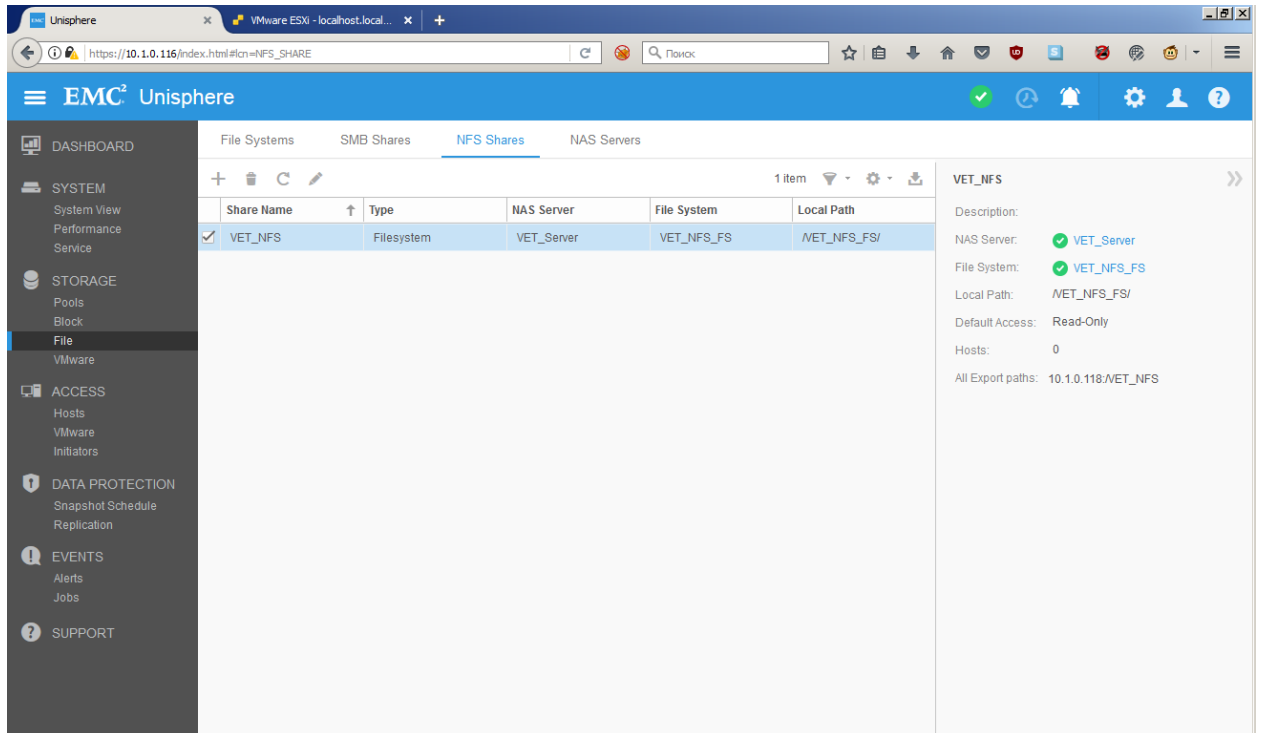 Unisphere
VMware ESXi - localhost.local...
https://10.1.0.116/index.html#lcn=NFS_SHARE
Поиск
EMC² Unisphere
DASHBOARD
SYSTEM
System View
Performance
Service
STORAGE
Pools
Block
File
VMware
ACCESS
Hosts
VMware
Initiators
DATA PROTECTION
Snapshot Schedule
Replication
EVENTS
Alerts
Jobs
SUPPORT
File Systems SMB Shares NFS Shares NAS Servers
1 item
Share Name Type NAS Server File System Local Path
VET_NFS Filesystem VET_Server VET_NFS_FS /VET_NFS_FS/
VET_NFS
Description:
NAS Server: VET_Server
File System: VET_NFS_FS
Local Path: /VET_NFS_FS/
Default Access: Read-Only
Hosts: 0
All Export paths: 10.1.0.118:/VET_NFS